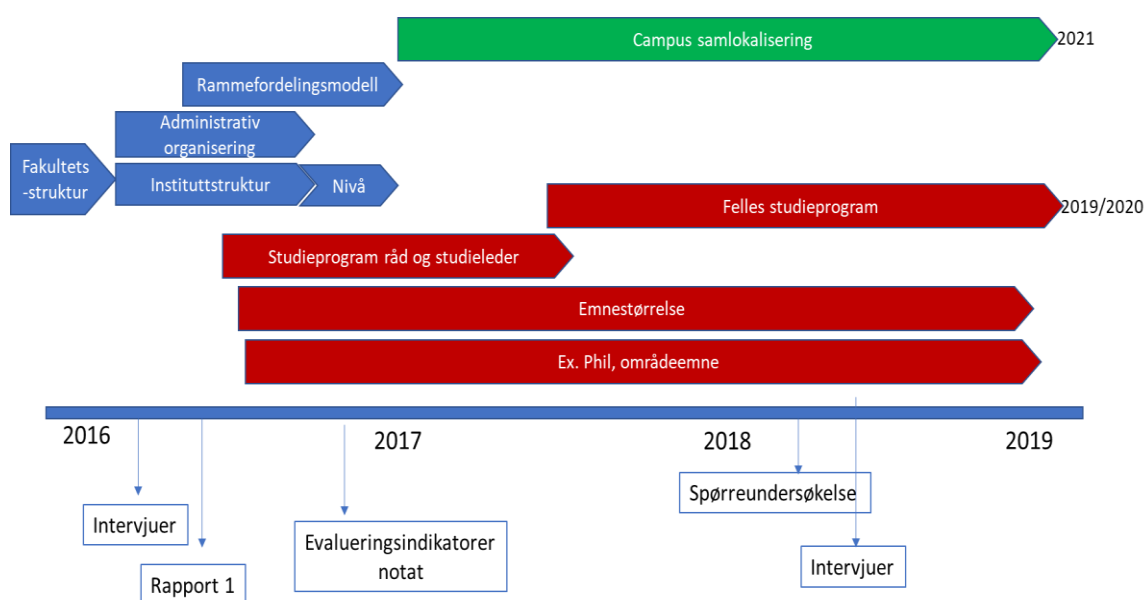 Campus samlokalisering
2021
Rammefordelingsmodell
Administrativ
organisering
Fakultets
-struktur
Instituttstruktur
Nivå
Felles studieprogram
2019/2020
Studieprogram råd og studieleder
Emnestørrelse
Ex. Phil, områdeemne
2016
2017
2018
2019
Intervjuer
Rapport 1
Evalueringsindikatorer
notat
Spørreundersøkelse
Intervjuer